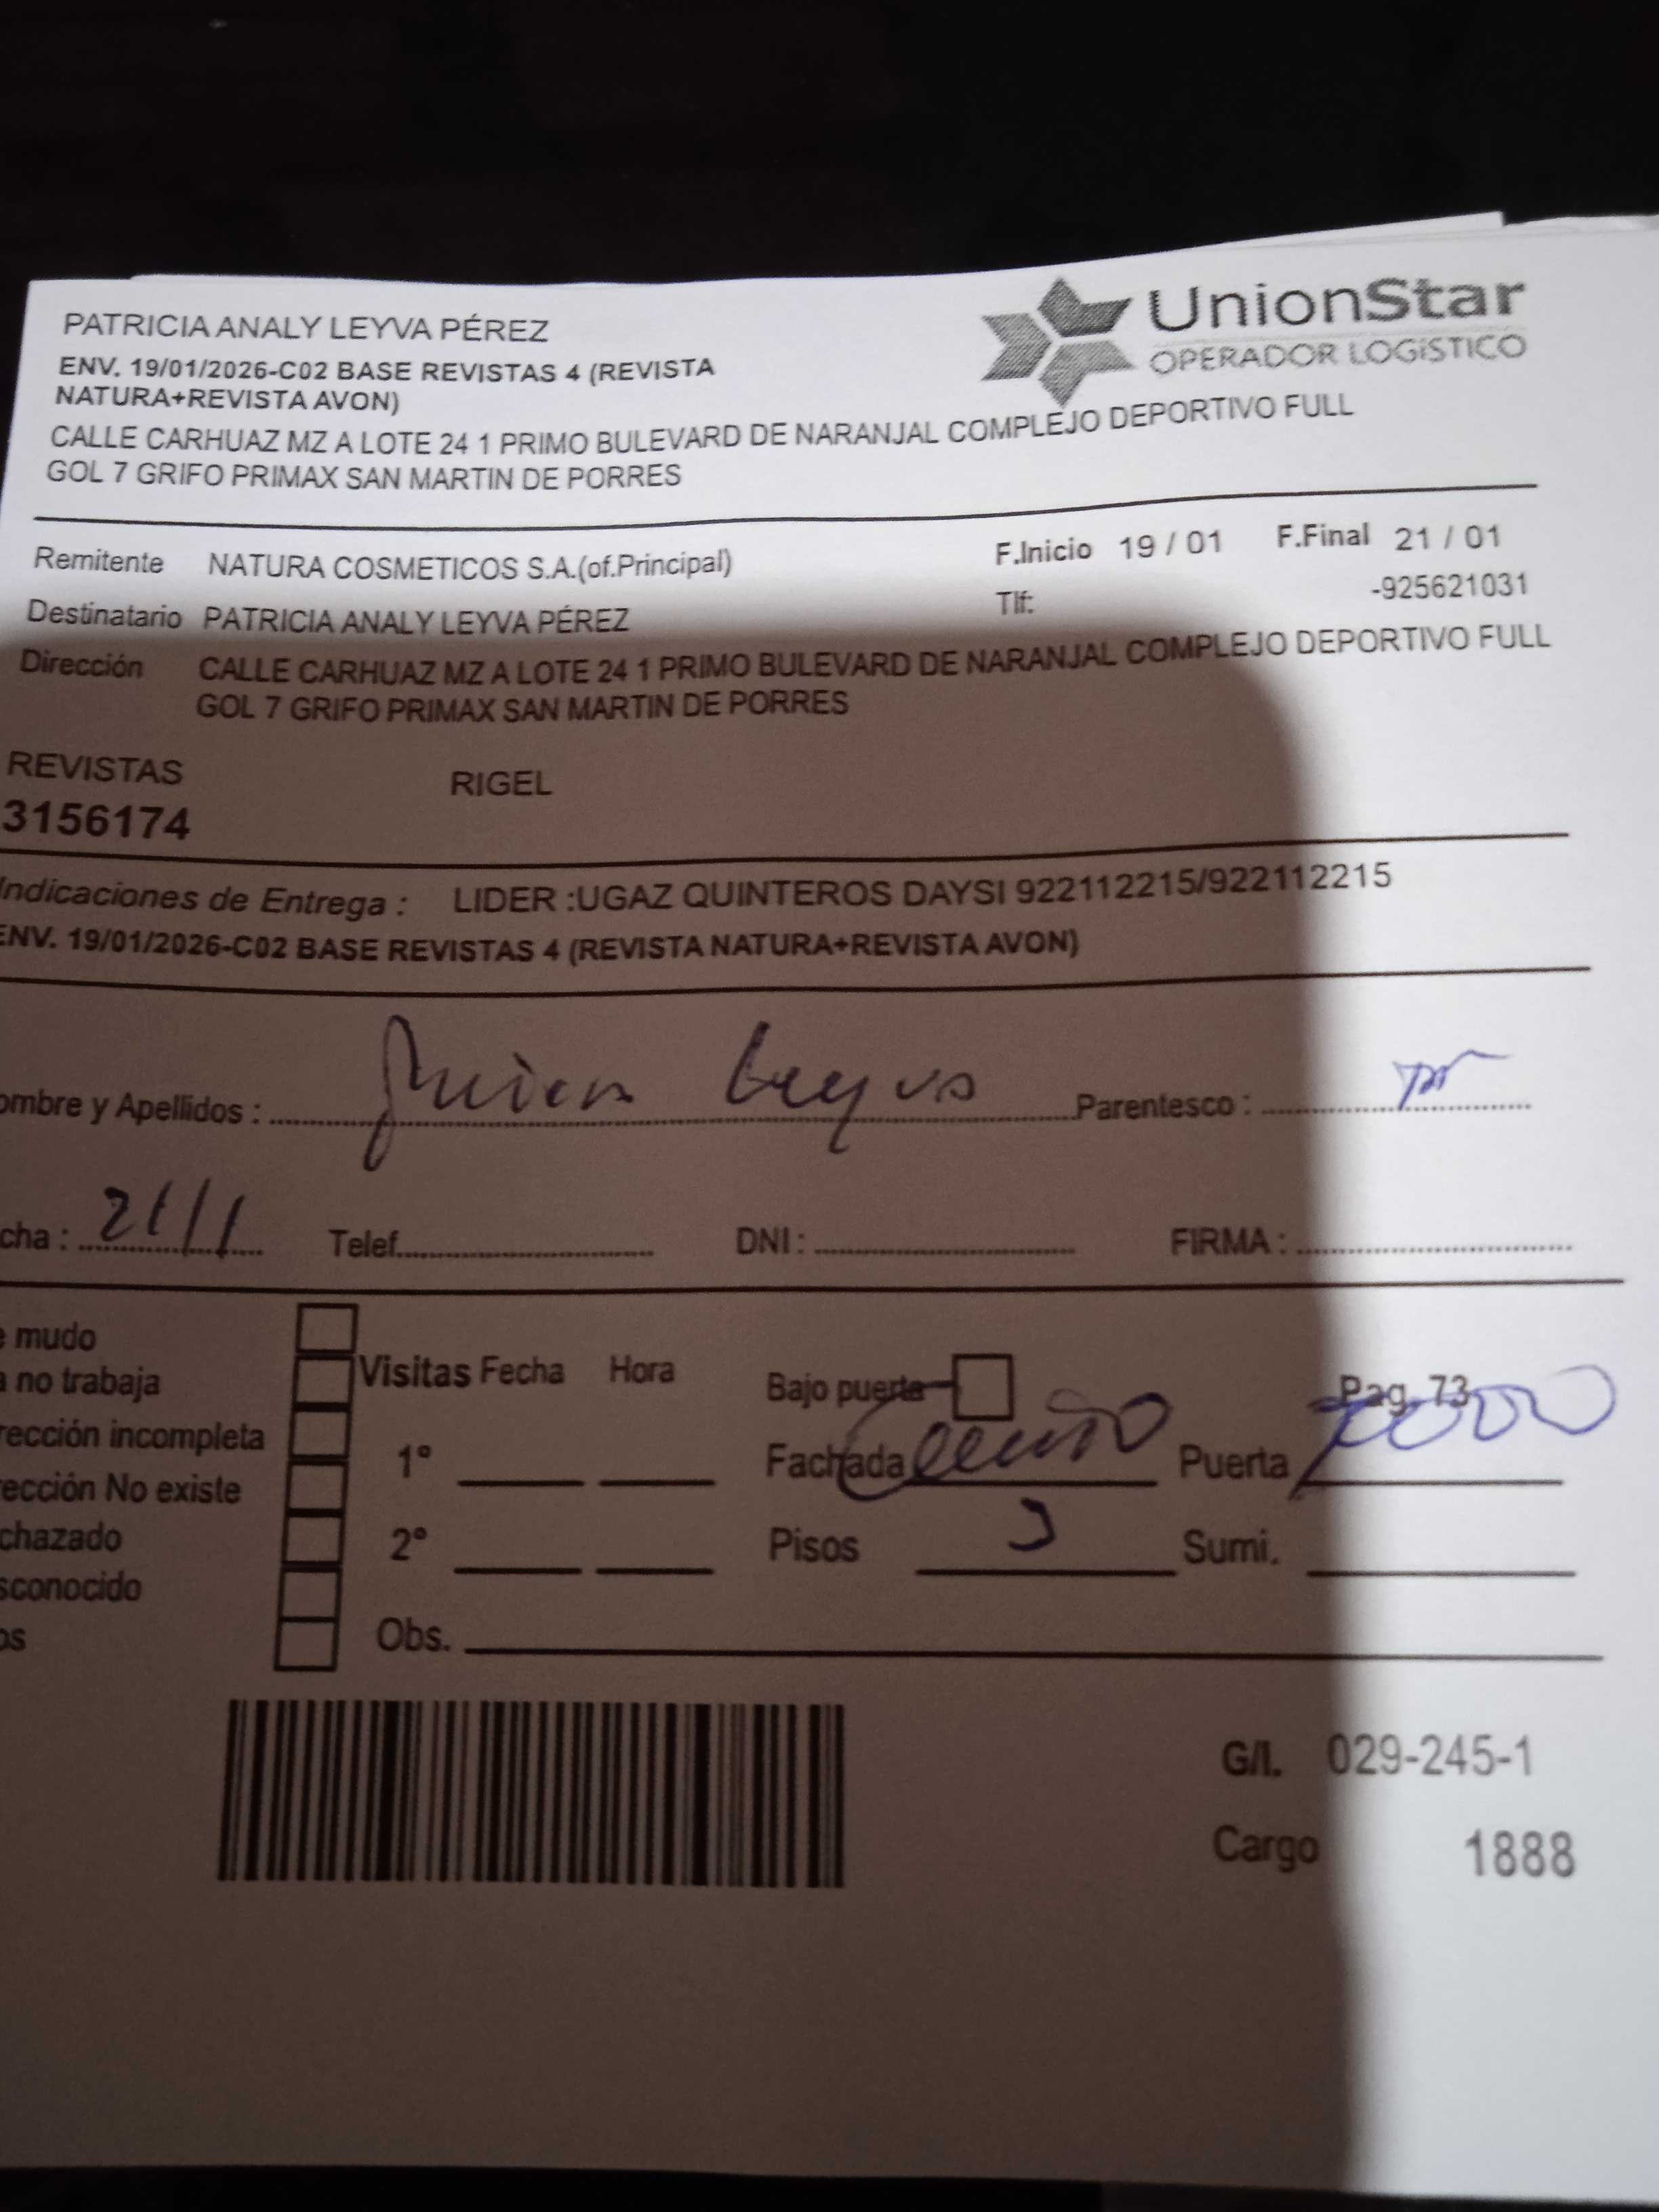 PATRICIA ANALY LEYVA PÉREZ
UnionStar
OPERADOR LOGÍSTICO
ENV. 19/01/2026-C02 BASE REVISTAS 4 (REVISTA
NATURA+REVISTA AVON)
CALLE CARHUAZ MZ A LOTE 24 1 PRIMO BULEVARD DE NARANJAL COMPLEJO DEPORTIVO FULL
GOL 7 GRIFO PRIMAX SAN MARTIN DE PORRES
Remitente NATURA COSMETICOS S.A.(of.Principal) F.Inicio 19 / 01 F.Final 21 / 01
Destinatario PATRICIA ANALY LEYVA PÉREZ Tlf: -925621031
Dirección CALLE CARHUAZ MZ A LOTE 24 1 PRIMO BULEVARD DE NARANJAL COMPLEJO DEPORTIVO FULL
GOL 7 GRIFO PRIMAX SAN MARTIN DE PORRES
REVISTAS RIGEL
3156174
Indicaciones de Entrega : LIDER :UGAZ QUINTEROS DAYSI 922112215/922112215
ENV. 19/01/2026-C02 BASE REVISTAS 4 (REVISTA NATURA+REVISTA AVON)
ombre y Apellidos : Leyva Parentesco :
cha : 21/1 Telef. DNI : FIRMA :
e mudo
a no trabaja Visitas Fecha Hora Bajo puerta Pag. 73
rección incompleta 1° Fachada Puerta
ección No existe
chazado 2° Pisos 3 Sumi.
sconocido
os Obs.
G/I. 029-245-1
Cargo 1888